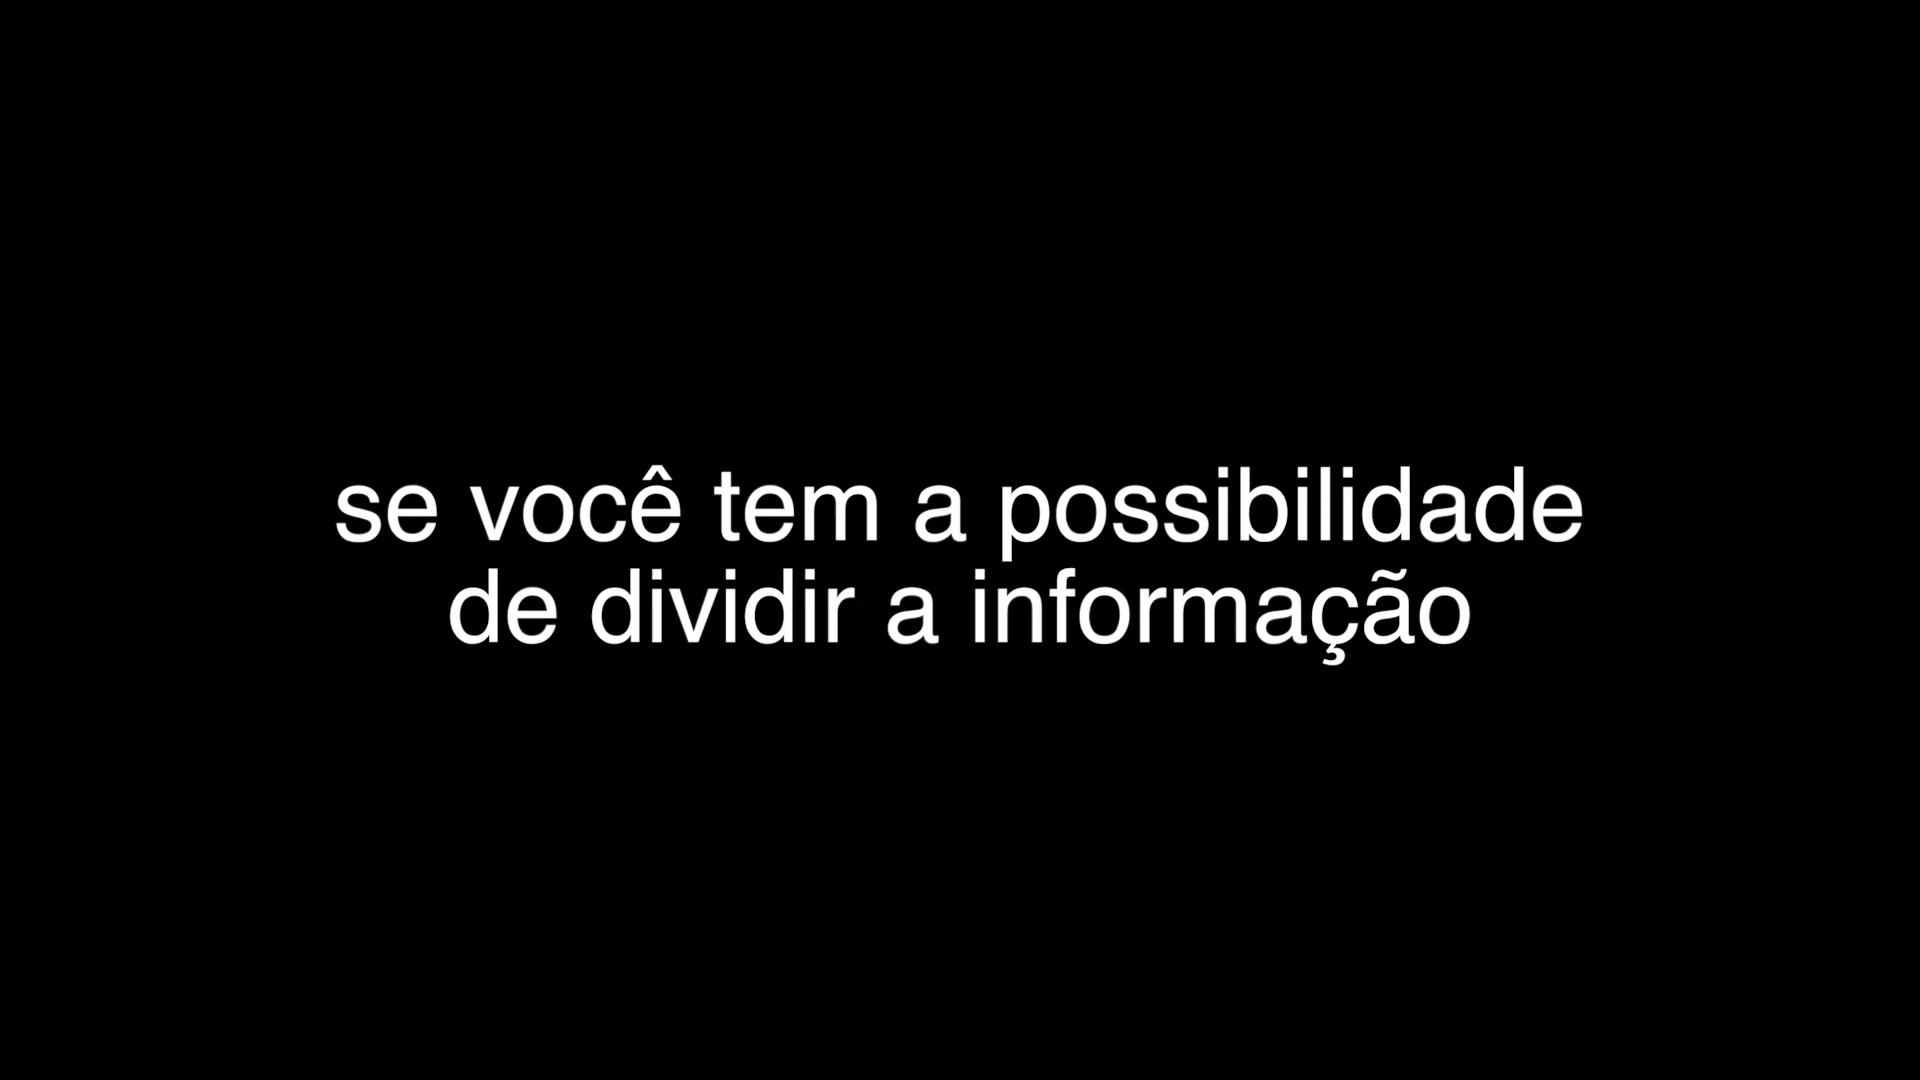 se você tem a possibilidade
de dividir a informação